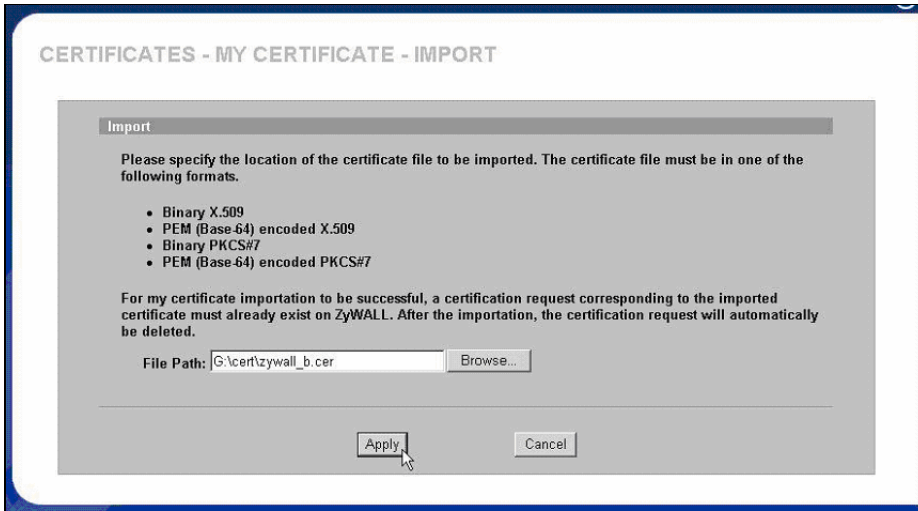 CERTIFICATES - MY CERTIFICATE - IMPORT
Import
Please specify the location of the certificate file to be imported. The certificate file must be in one of the
following formats.
• Binary X.509
• PEM (Base-64) encoded X.509
• Binary PKCS#7
• PEM (Base-64) encoded PKCS#7
For my certificate importation to be successful, a certification request corresponding to the imported
certificate must already exist on ZyWALL. After the importation, the certification request will automatically
be deleted.
File Path: G:\cert\zywall_b.cer Browse...
Apply Cancel